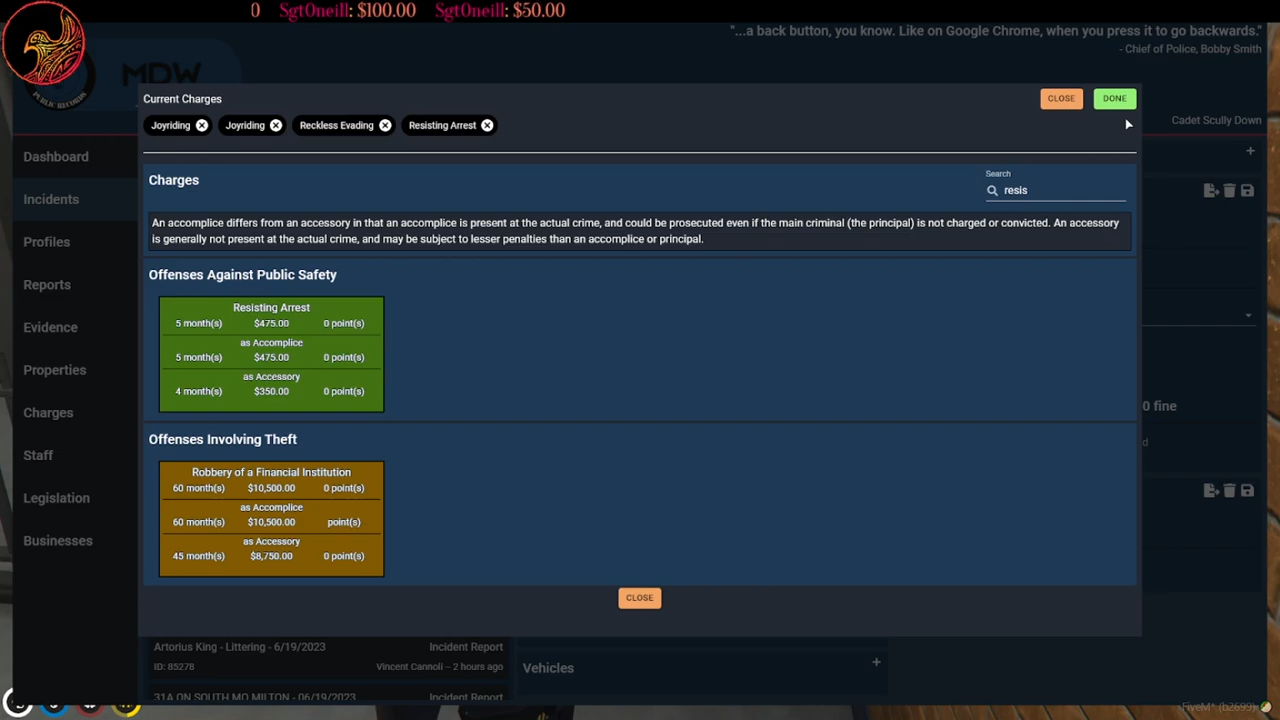 0 SgtOneill: $100.00 SgtOneill: $50.00
"...a back button, you know. Like on Google Chrome, when you press it to go backwards."
- Chief of Police, Bobby Smith
MDW
PUBLIC RECORDS
Cadet Scully Down
Current Charges
CLOSE DONE
Joyriding Joyriding Reckless Evading Resisting Arrest
Dashboard
Incidents
Profiles
Reports
Evidence
Properties
Charges
Staff
Legislation
Businesses
Charges
Search
resis
An accomplice differs from an accessory in that an accomplice is present at the actual crime, and could be prosecuted even if the main criminal (the principal) is not charged or convicted. An accessory
is generally not present at the actual crime, and may be subject to lesser penalties than an accomplice or principal.
Offenses Against Public Safety
Resisting Arrest
5 month(s) $475.00 0 point(s)
as Accomplice
5 month(s) $475.00 0 point(s)
as Accessory
4 month(s) $350.00 0 point(s)
Offenses Involving Theft
Robbery of a Financial Institution
60 month(s) $10,500.00 0 point(s)
as Accomplice
60 month(s) $10,500.00 point(s)
as Accessory
45 month(s) $8,750.00 0 point(s)
CLOSE
0 fine
Artorius King - Littering - 6/19/2023 Incident Report
ID: 85278 Vincent Cannoli – 2 hours ago
31A ON SOUTH MO MILTON - 06/19/2023 Incident Report
Vehicles
FiveM* (b2699)